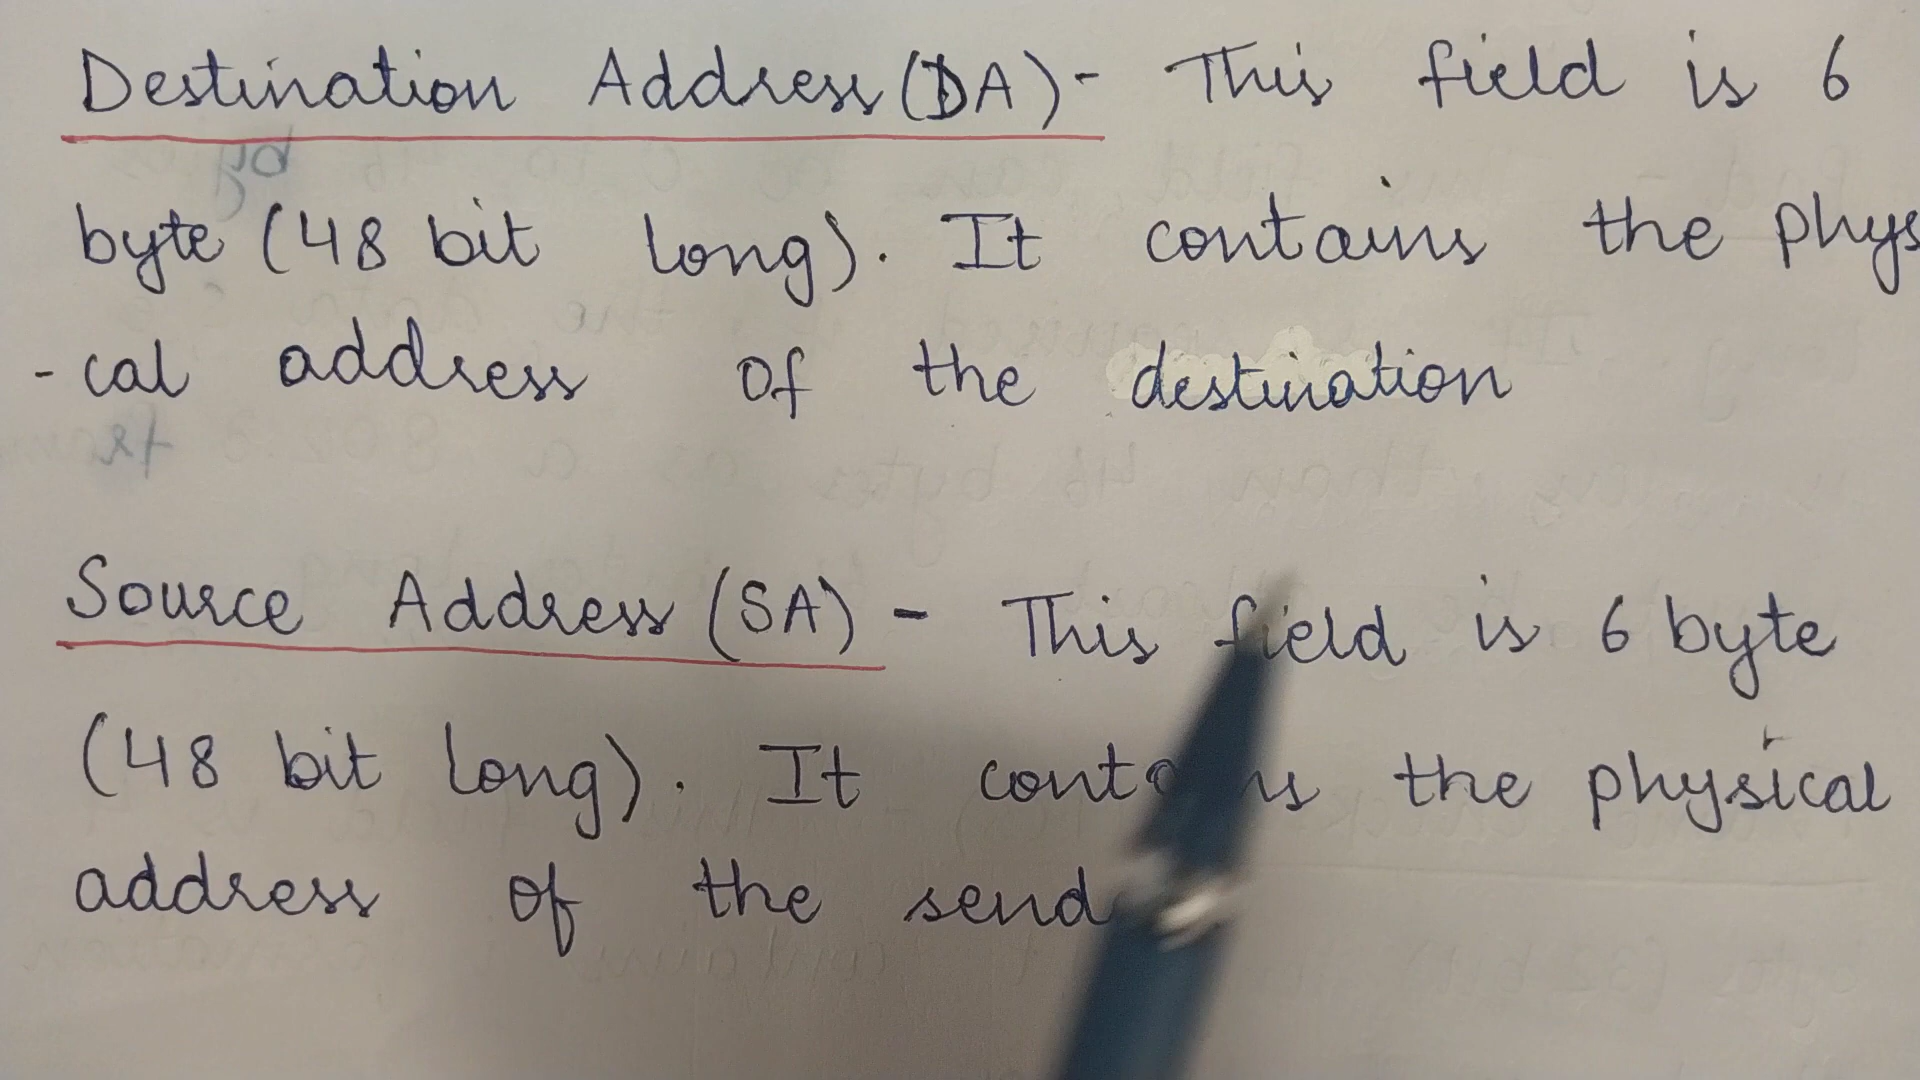 Destination Address (DA) - This field is 6
byte (48 bit long). It contains the phys
- cal address of the destination
Source Address (SA) - This field is 6 byte
(48 bit long). It the physical
address of the